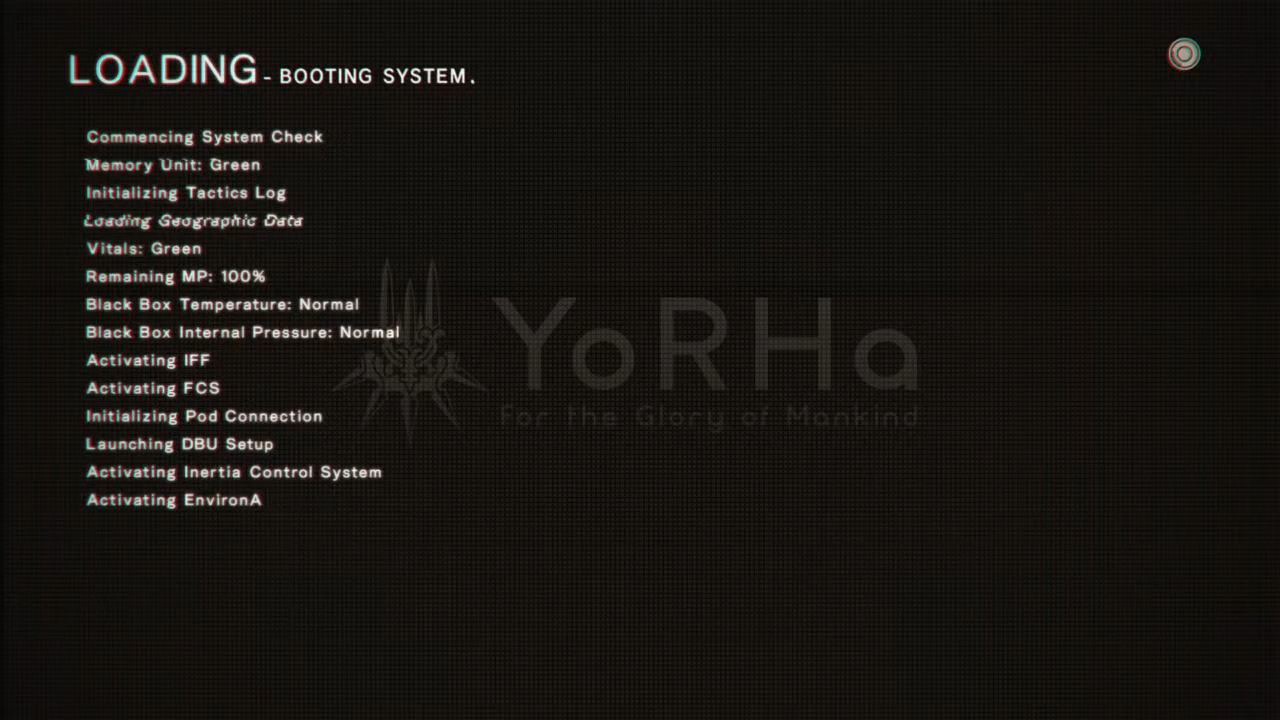 LOADING - BOOTING SYSTEM.
Commencing System Check
Memory Unit: Green
Initializing Tactics Log
Loading Geographic Data
Vitals: Green
Remaining MP: 100%
Black Box Temperature: Normal
Black Box Internal Pressure: Normal
Activating IFF
Activating FCS
Initializing Pod Connection
Launching DBU Setup
Activating Inertia Control System
Activating EnvironA
YoRHa
For the Glory of Mankind